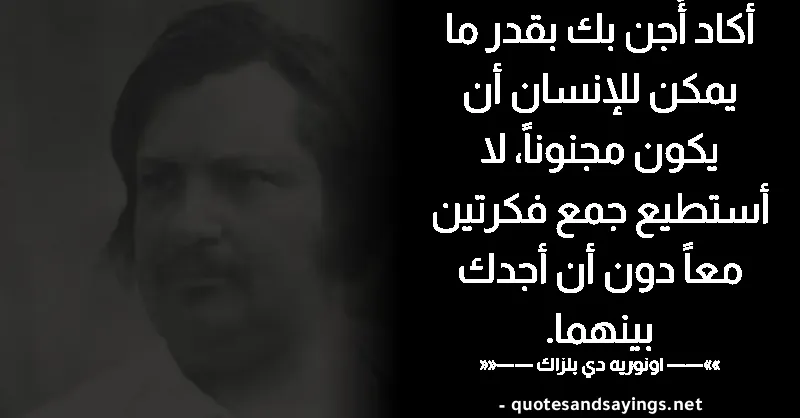 أكاد أُجن بك بقدر ما
يمكن للإنسان أن
يكون مجنوناً، لا
أستطيع جمع فكرتين
معاً دون أن أجدك
بينهما.
»»—— اونوريه دي بلزاك ——««
- quotesandsayings.net